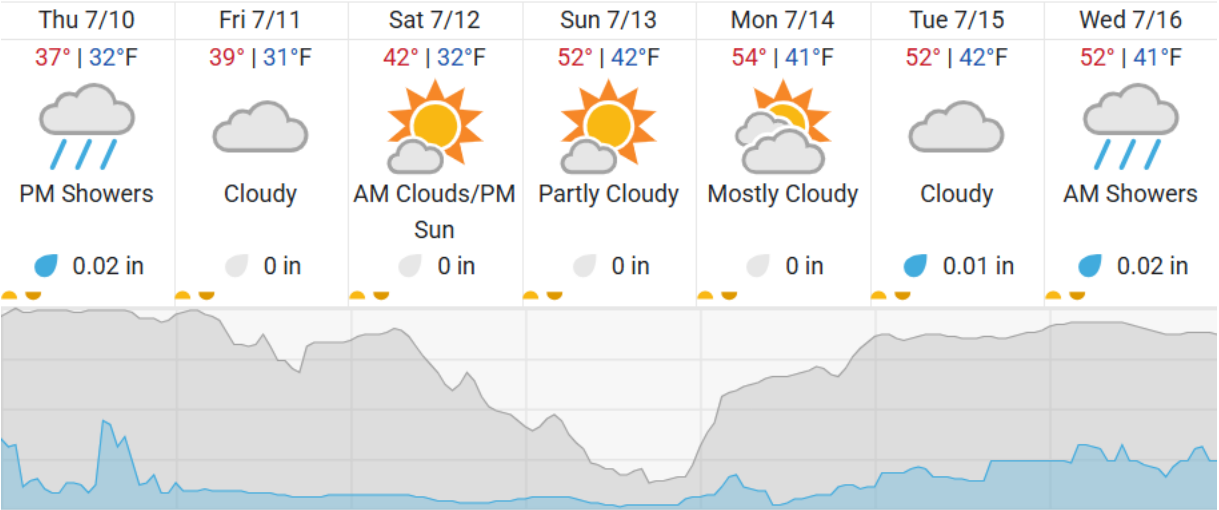 Thu 7/10 Fri 7/11 Sat 7/12 Sun 7/13 Mon 7/14 Tue 7/15 Wed 7/16
37° | 32°F 39° | 31°F 42° | 32°F 52° | 42°F 54° | 41°F 52° | 42°F 52° | 41°F
PM Showers Cloudy AM Clouds/PM Partly Cloudy Mostly Cloudy Cloudy AM Showers
Sun
0.02 in 0 in 0 in 0 in 0 in 0.01 in 0.02 in